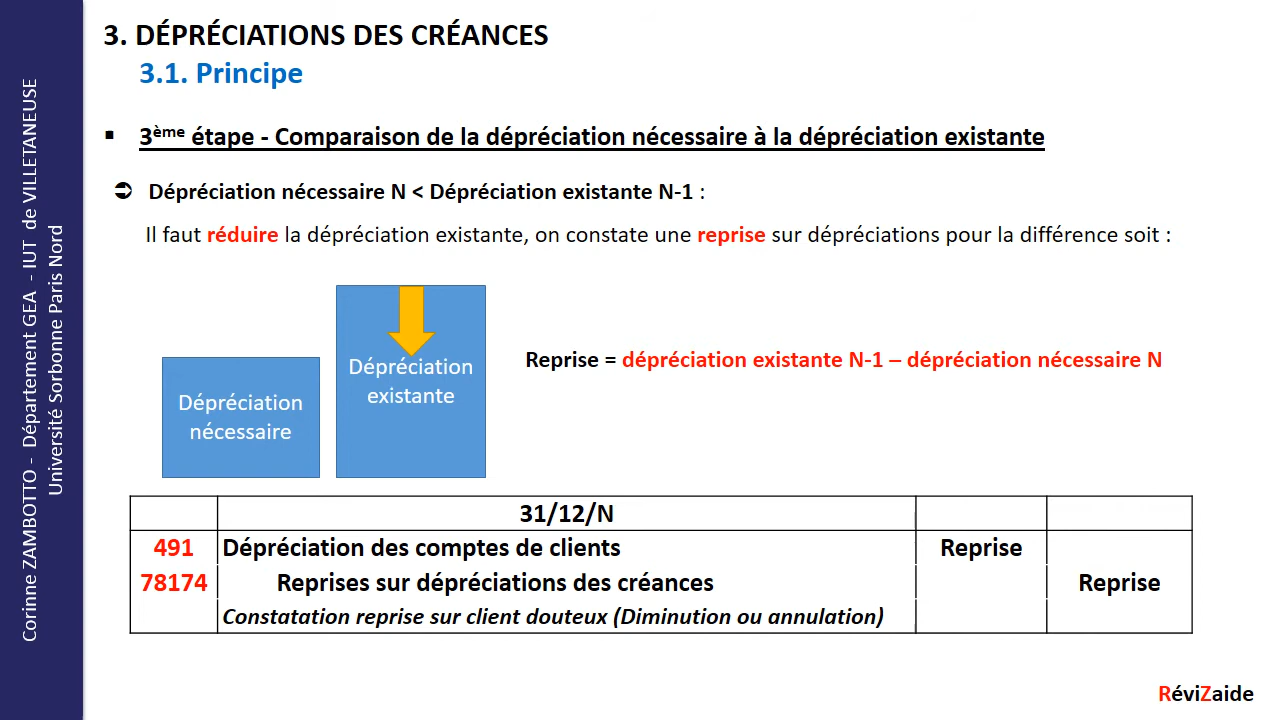 3. DÉPRÉCIATIONS DES CRÉANCES
3.1. Principe
▪ 3ème étape - Comparaison de la dépréciation nécessaire à la dépréciation existante
➲ Dépréciation nécessaire N < Dépréciation existante N-1 :
Il faut réduire la dépréciation existante, on constate une reprise sur dépréciations pour la différence soit :
Dépréciation
nécessaire
Dépréciation
existante
Reprise = dépréciation existante N-1 – dépréciation nécessaire N
31/12/N
491 Dépréciation des comptes de clients Reprise
78174 Reprises sur dépréciations des créances Reprise
Constatation reprise sur client douteux (Diminution ou annulation)
Corinne ZAMBOTTO - Département GEA - IUT de VILLETANEUSE
Université Sorbonne Paris Nord
RéviZaide